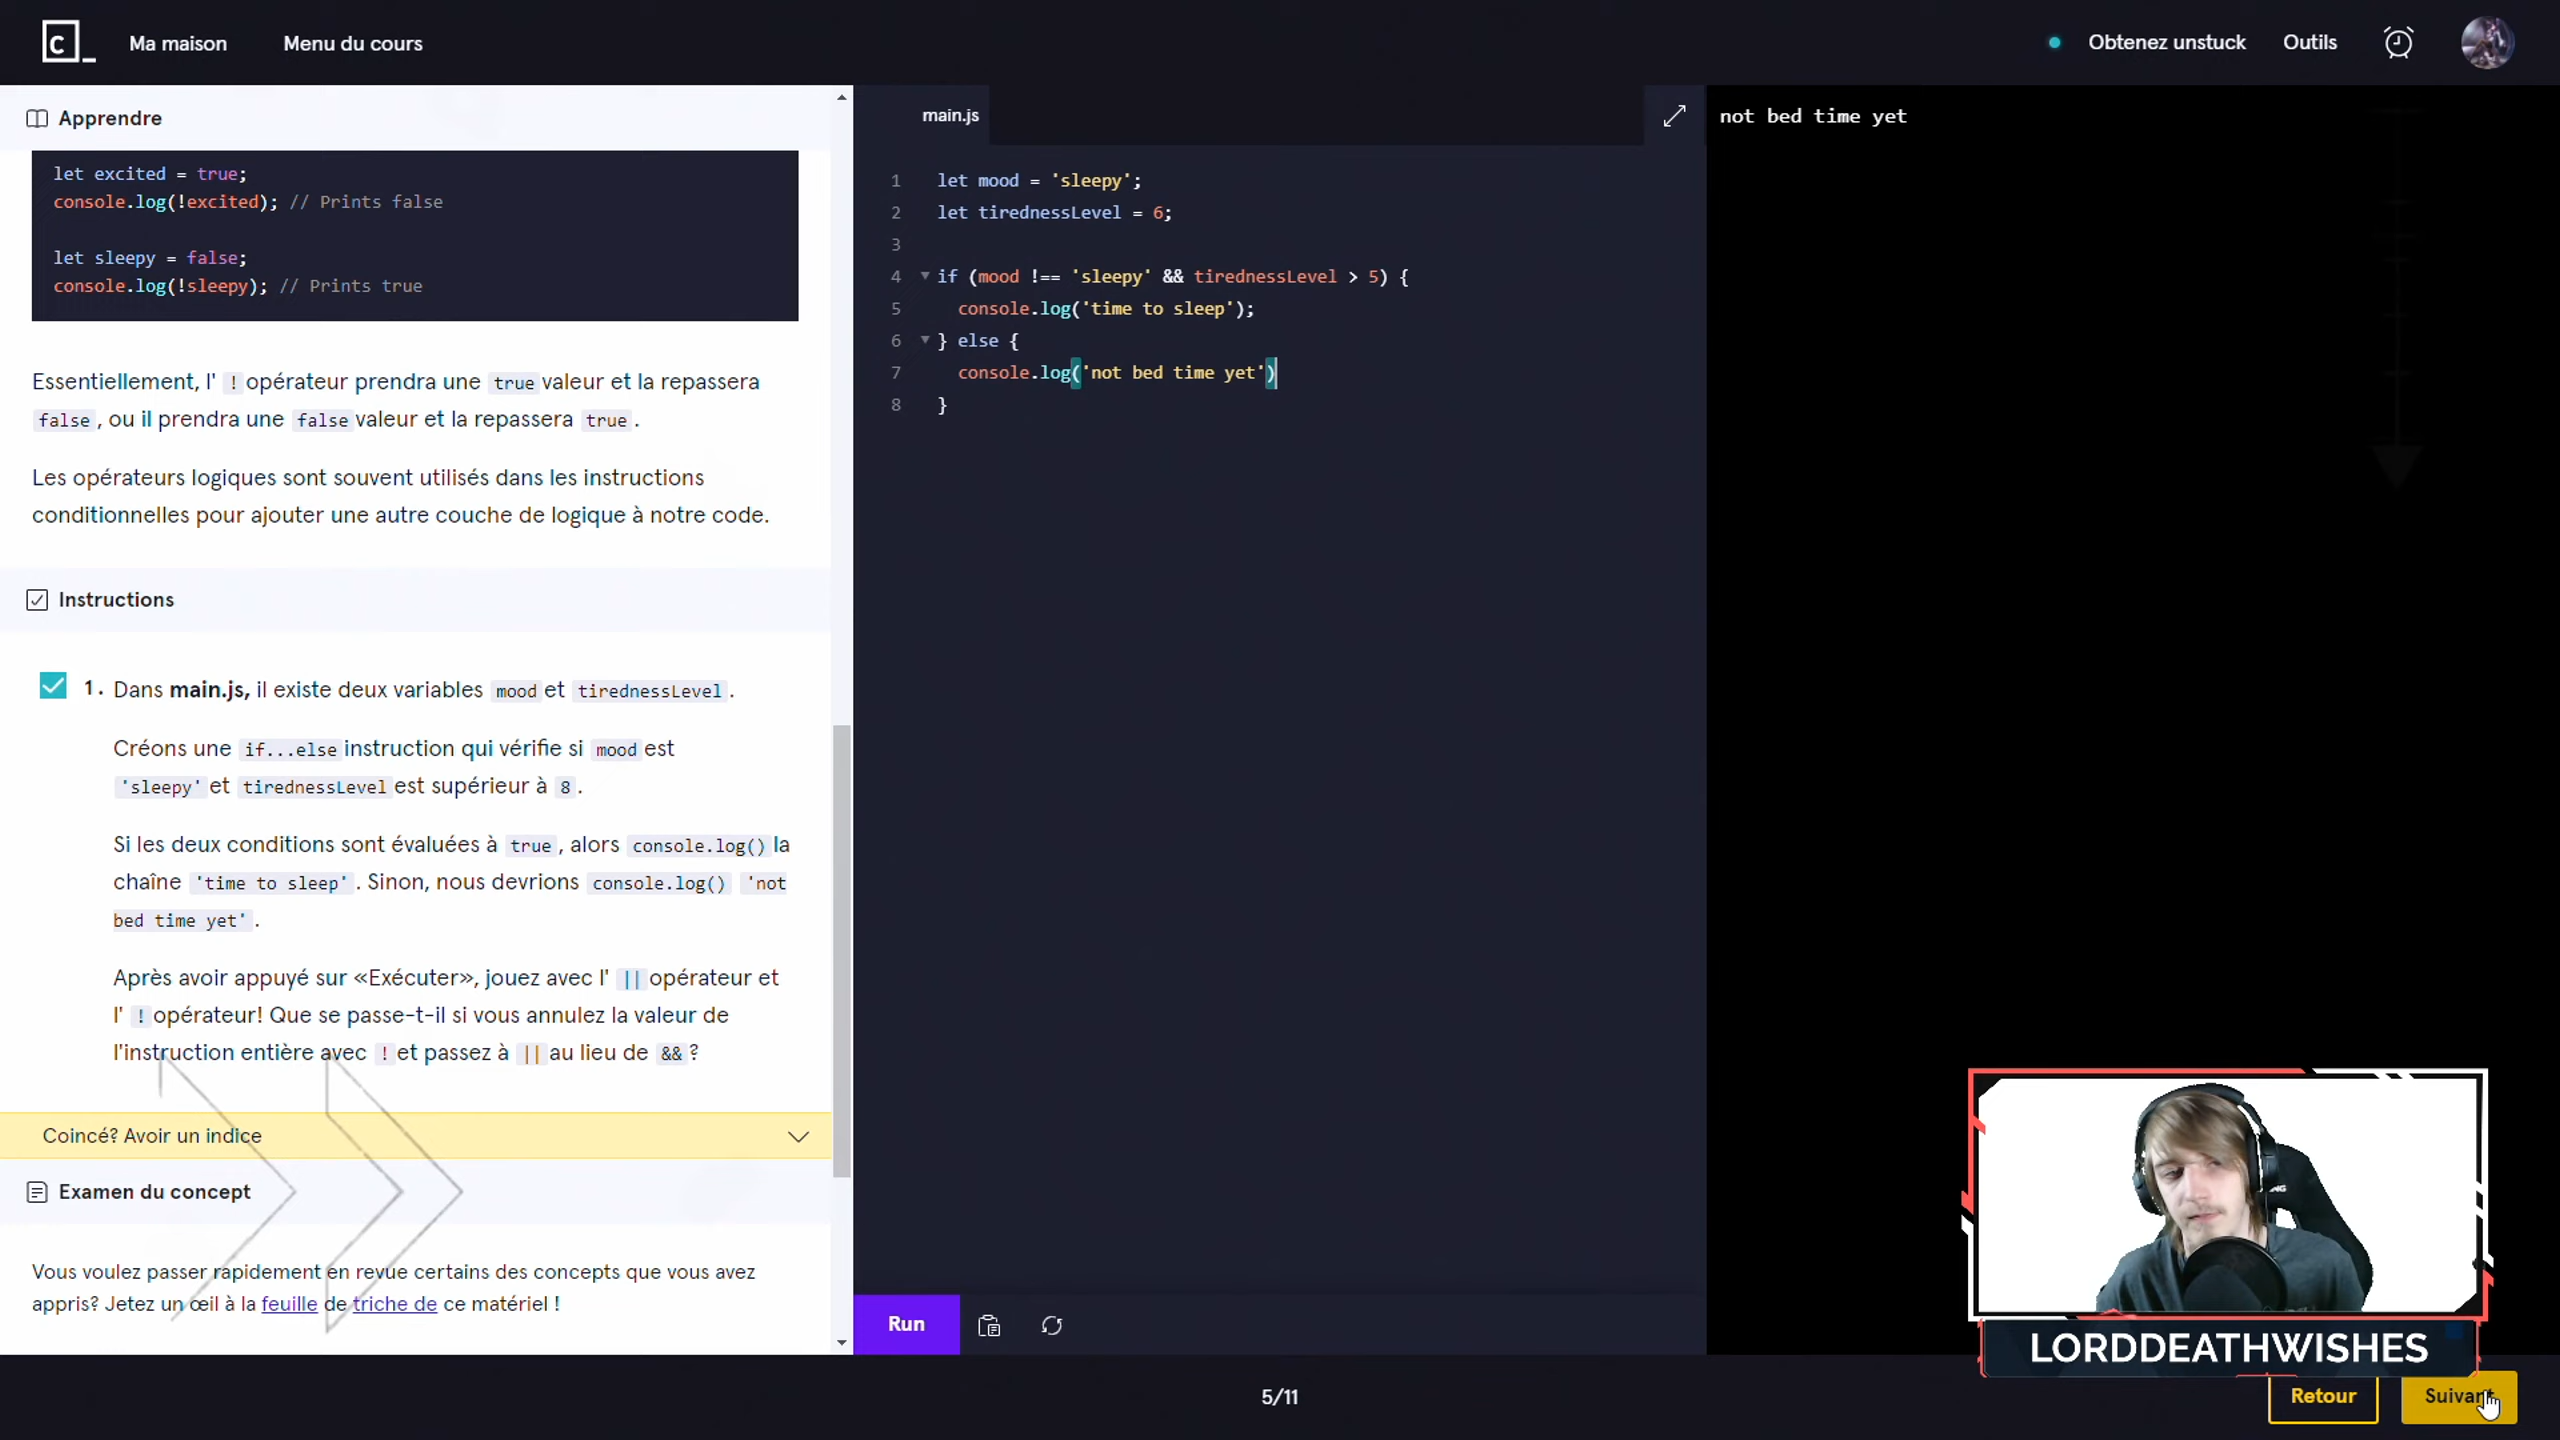 C_ Ma maison Menu du cours Obtenez unstuck Outils
Apprendre
let excited = true;
console.log(!excited); // Prints false
let sleepy = false;
console.log(!sleepy); // Prints true
Essentiellement, l' ! opérateur prendra une true valeur et la repassera
false , ou il prendra une false valeur et la repassera true .
Les opérateurs logiques sont souvent utilisés dans les instructions
conditionnelles pour ajouter une autre couche de logique à notre code.
Instructions
1. Dans main.js, il existe deux variables mood et tirednessLevel .
Créons une if...else instruction qui vérifie si mood est
'sleepy' et tirednessLevel est supérieur à 8 .
Si les deux conditions sont évaluées à true , alors console.log() la
chaîne 'time to sleep' . Sinon, nous devrions console.log() 'not
bed time yet' .
Après avoir appuyé sur «Exécuter», jouez avec l' || opérateur et
l' ! opérateur! Que se passe-t-il si vous annulez la valeur de
l'instruction entière avec ! et passez à || au lieu de && ?
Coincé? Avoir un indice
Examen du concept
Vous voulez passer rapidement en revue certains des concepts que vous avez
appris? Jetez un œil à la feuille de triche de ce matériel !
main.js
1 let mood = 'sleepy';
2 let tirednessLevel = 6;
3
4 if (mood !== 'sleepy' && tirednessLevel > 5) {
5 console.log('time to sleep');
6 } else {
7 console.log('not bed time yet')
8 }
Run
not bed time yet
LORDDEATHWISHES
5/11
Retour
Suivant